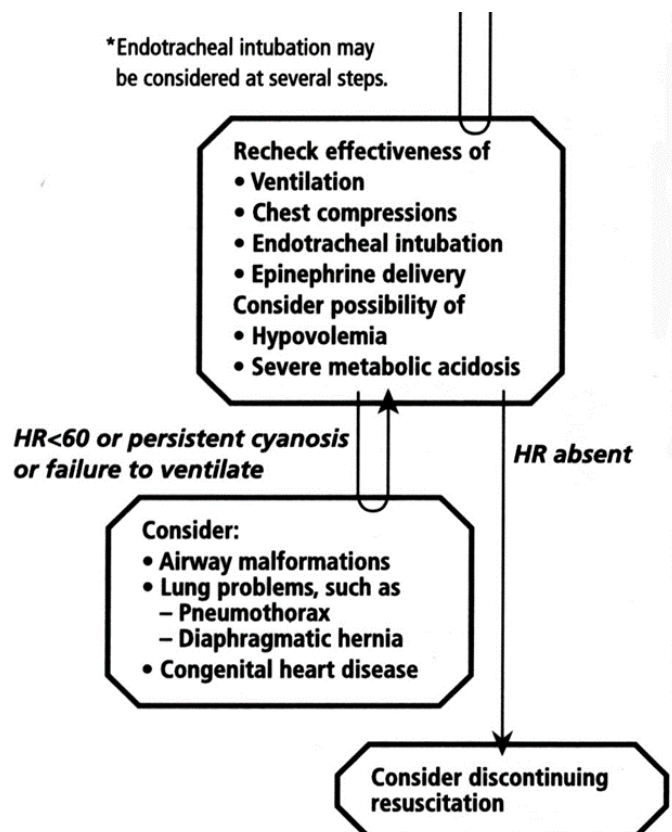 *Endotracheal intubation may
be considered at several steps.
Recheck effectiveness of
• Ventilation
• Chest compressions
• Endotracheal intubation
• Epinephrine delivery
Consider possibility of
• Hypovolemia
• Severe metabolic acidosis
HR<60 or persistent cyanosis
or failure to ventilate
HR absent
Consider:
• Airway malformations
• Lung problems, such as
– Pneumothorax
– Diaphragmatic hernia
• Congenital heart disease
Consider discontinuing
resuscitation